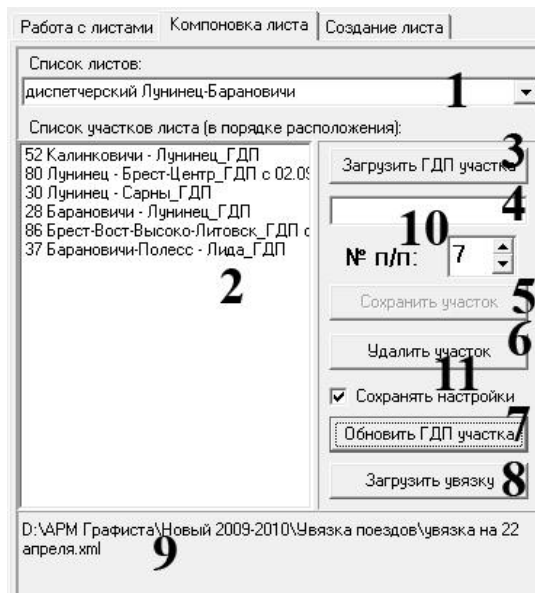 Работа с листами Компоновка листа Создание листа
Список листов:
диспетчерский Лунинец-Барановичи 1
Список участков листа (в порядке расположения):
52 Калинковичи - Лунинец_ГДП
80 Лунинец - Брест-Центр_ГДП с 02.09
30 Лунинец - Сарны_ГДП
28 Барановичи - Лунинец_ГДП
86 Брест-Вост-Высоко-Литовск_ГДП с
37 Барановичи-Полесс - Лида_ГДП
2
Загрузить ГДП участка 3
4
10
№ п/п: 7
Сохранить участок 5
Удалить участок 6
11
Сохранять настройки
Обновить ГДП участка 7
Загрузить увязку 8
D:\АРМ Графиста\Новый 2009-2010\Увязка поездов\увязка на 22
апреля.xml 9